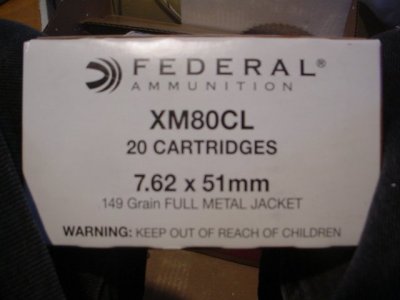 FEDERAL®
AMMUNITION
XM80CL
20 CARTRIDGES
7.62 x 51mm
149 Grain FULL METAL JACKET
WARNING: KEEP OUT OF REACH OF CHILDREN